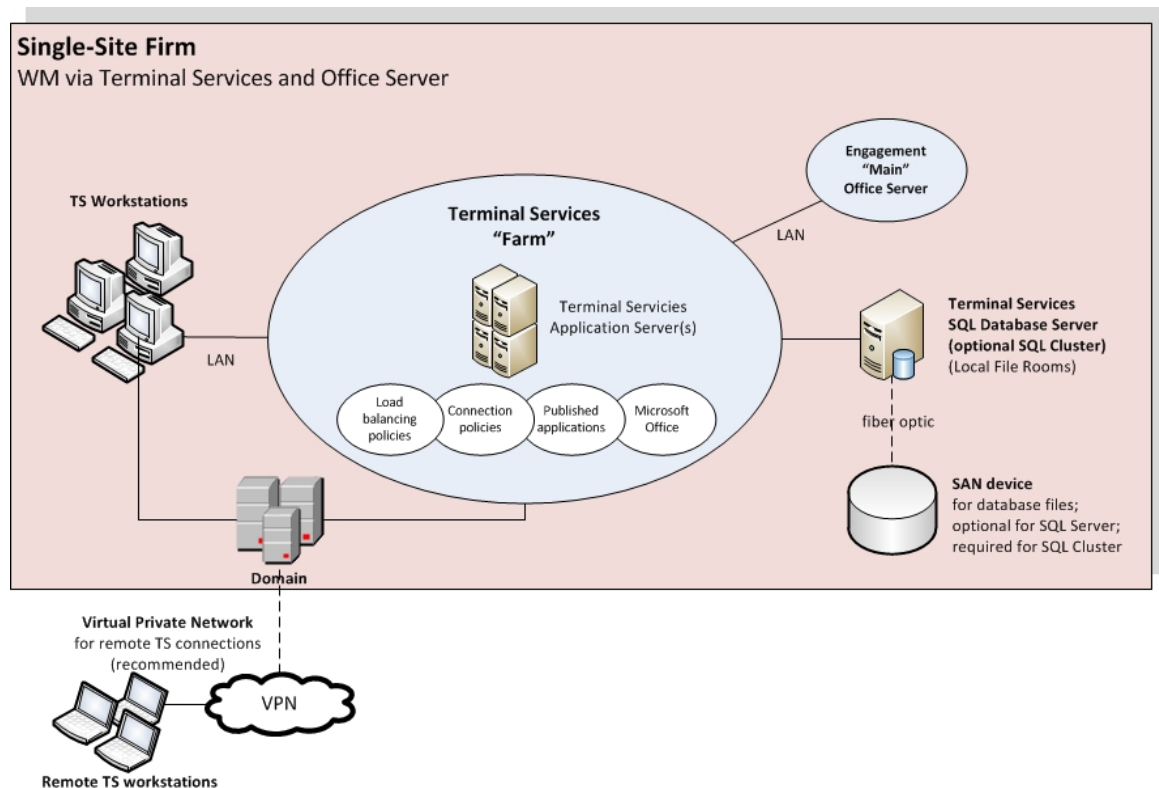 Single-Site Firm
WM via Terminal Services and Office Server
Engagement
“Main”
Office Server
TS Workstations
Terminal Services
“Farm”
LAN
Terminal Servicies
Application Server(s)
Terminal Services
SQL Database Server
(optional SQL Cluster)
(Local File Rooms)
LAN
Load
balancing
policies
Connection
policies
Published
applications
Microsoft
Office
fiber optic
SAN device
for database files;
optional for SQL Server;
required for SQL Cluster
Domain
Virtual Private Network
for remote TS connections
(recommended)
VPN
Remote TS workstations